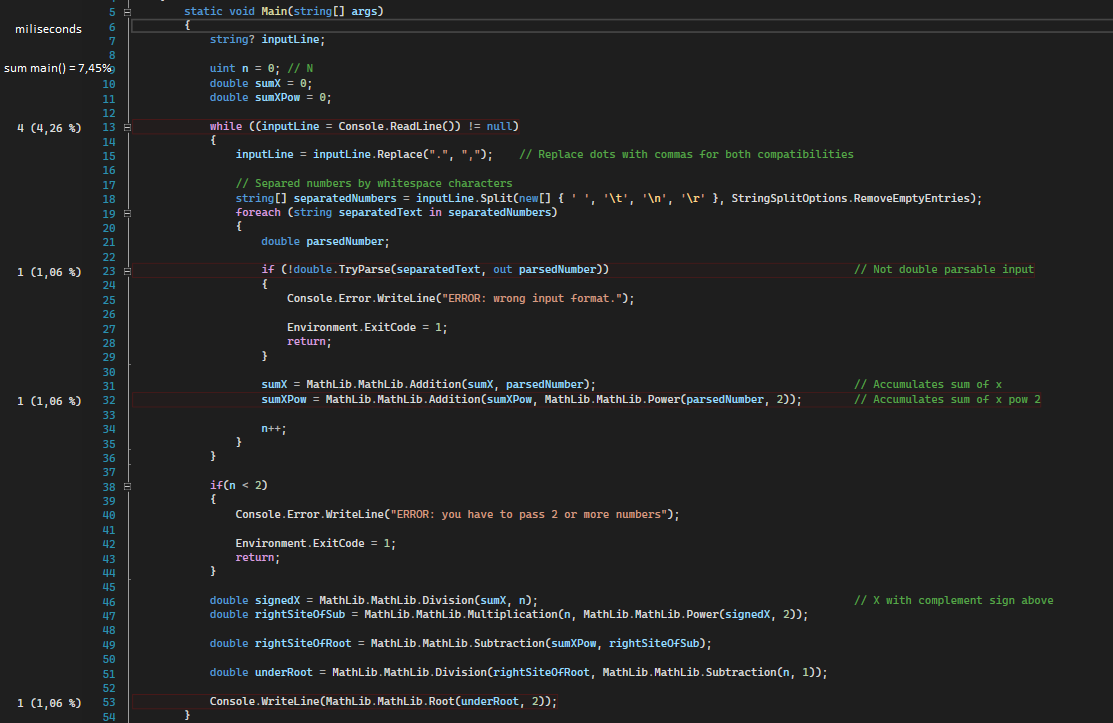 5 static void Main(string[] args)
miliseconds
6 {
7 string? inputLine;
8
sum main() = 7,45%
9 uint n = 0; // N
10 double sumX = 0;
11 double sumXPow = 0;
12
4 (4,26 %) 13 while ((inputLine = Console.ReadLine()) != null)
14 {
15 inputLine = inputLine.Replace(".", ","); // Replace dots with commas for both compatibilities
16
17 // Separed numbers by whitespace characters
18 string[] separatedNumbers = inputLine.Split(new[] { ' ', '\t', '\n', '\r' }, StringSplitOptions.RemoveEmptyEntries);
19 foreach (string separatedText in separatedNumbers)
20 {
21 double parsedNumber;
22
1 (1,06 %) 23 if (!double.TryParse(separatedText, out parsedNumber)) // Not double parsable input
24 {
25 Console.Error.WriteLine("ERROR: wrong input format.");
26
27 Environment.ExitCode = 1;
28 return;
29 }
30
31 sumX = MathLib.MathLib.Addition(sumX, parsedNumber); // Accumulates sum of x
1 (1,06 %) 32 sumXPow = MathLib.MathLib.Addition(sumXPow, MathLib.MathLib.Power(parsedNumber, 2)); // Accumulates sum of x pow 2
33
34 n++;
35 }
36 }
37
38 if(n < 2)
39 {
40 Console.Error.WriteLine("ERROR: you have to pass 2 or more numbers");
41
42 Environment.ExitCode = 1;
43 return;
44 }
45
46 double signedX = MathLib.MathLib.Division(sumX, n); // X with complement sign above
47 double rightSiteOfSub = MathLib.MathLib.Multiplication(n, MathLib.MathLib.Power(signedX, 2));
48
49 double rightSiteOfRoot = MathLib.MathLib.Subtraction(sumXPow, rightSiteOfSub);
50
51 double underRoot = MathLib.MathLib.Division(rightSiteOfRoot, MathLib.MathLib.Subtraction(n, 1));
52
1 (1,06 %) 53 Console.WriteLine(MathLib.MathLib.Root(underRoot, 2));
54 }